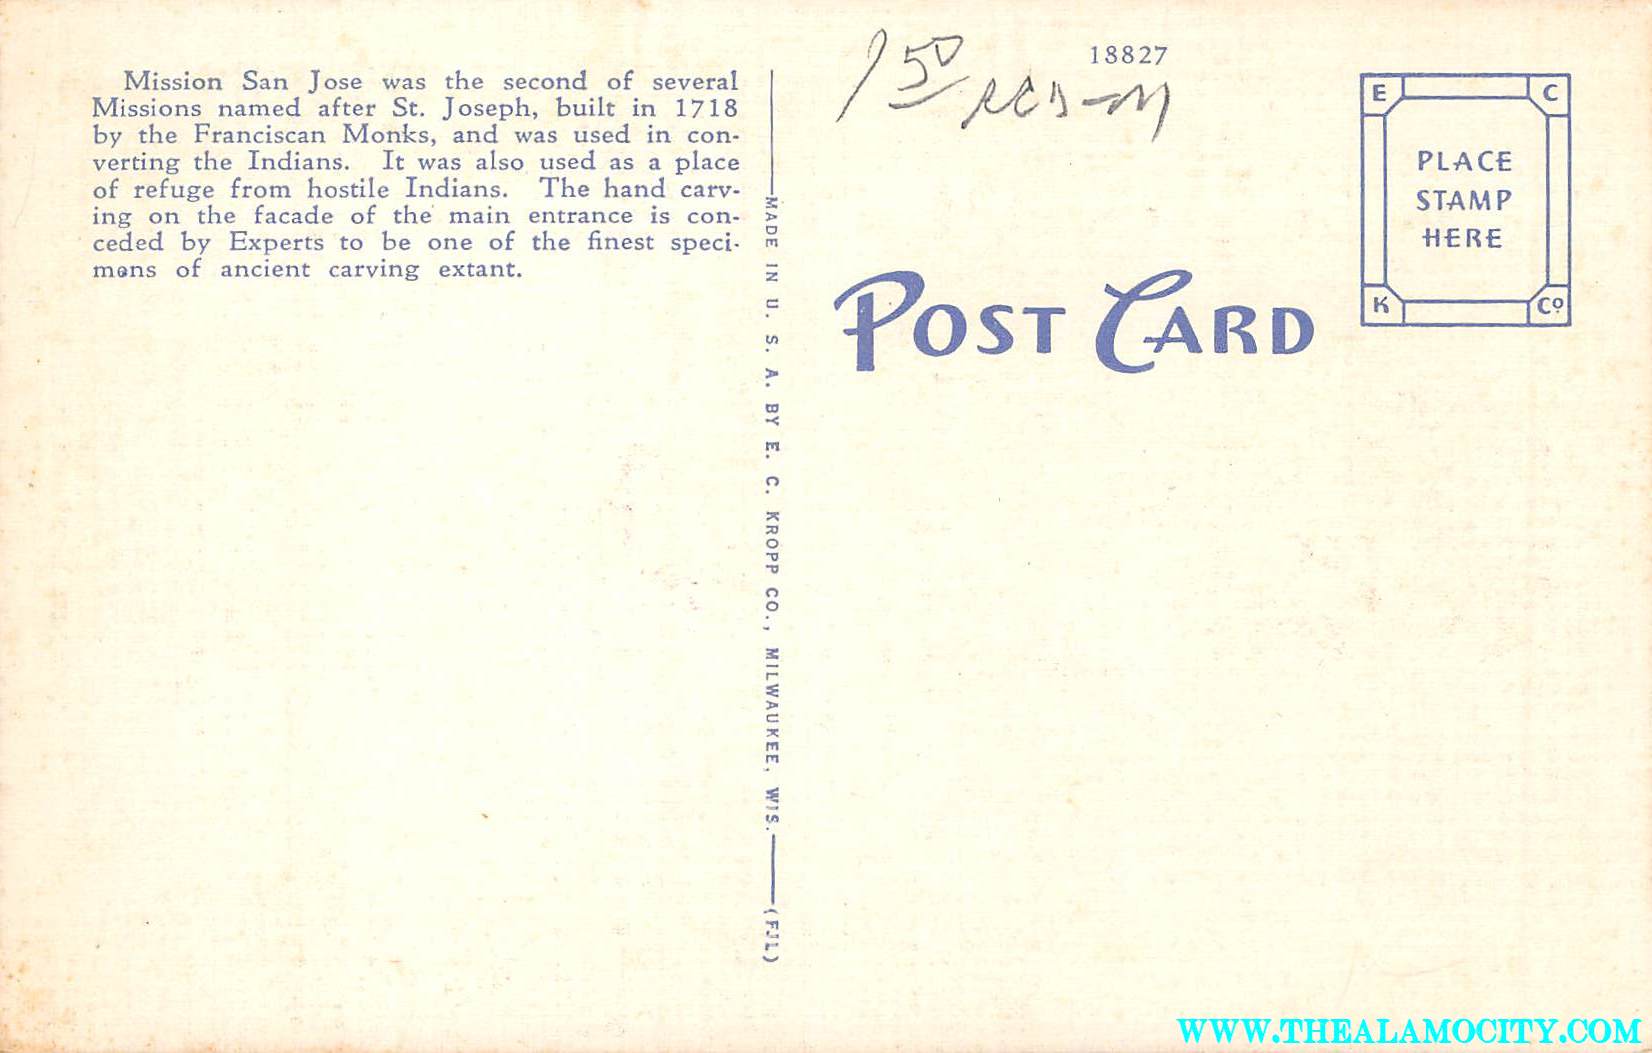 Mission San Jose was the second of several
Missions named after St. Joseph, built in 1718
by the Franciscan Monks, and was used in con-
verting the Indians. It was also used as a place
of refuge from hostile Indians. The hand carv-
ing on the facade of the main entrance is con-
ceded by Experts to be one of the finest speci-
mens of ancient carving extant.
MADE IN U. S. A. BY E. C. KROPP CO., MILWAUKEE, WIS.
(FJL)
150
18827
POST CARD
E C
PLACE
STAMP
HERE
K Co
WWW.THEALAMOCITY.COM